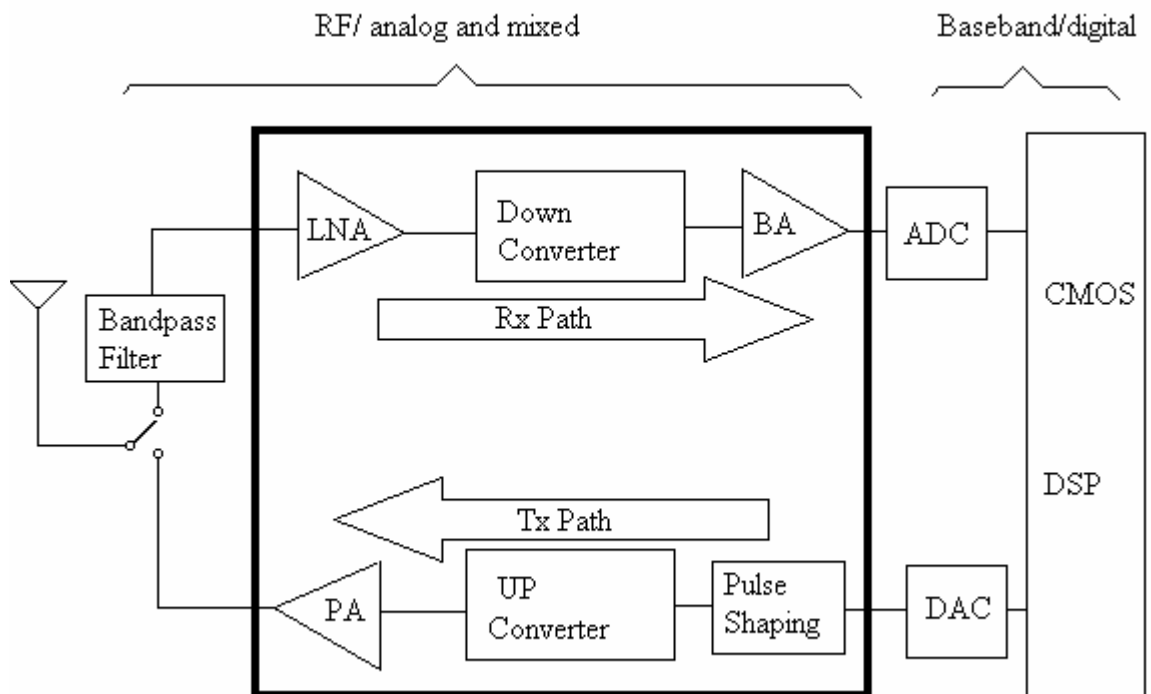 RF/ analog and mixed
Baseband/digital
LNA
Down
Converter
BA
ADC
Bandpass
Filter
Rx Path
CMOS
DSP
Tx Path
PA
UP
Converter
Pulse
Shaping
DAC